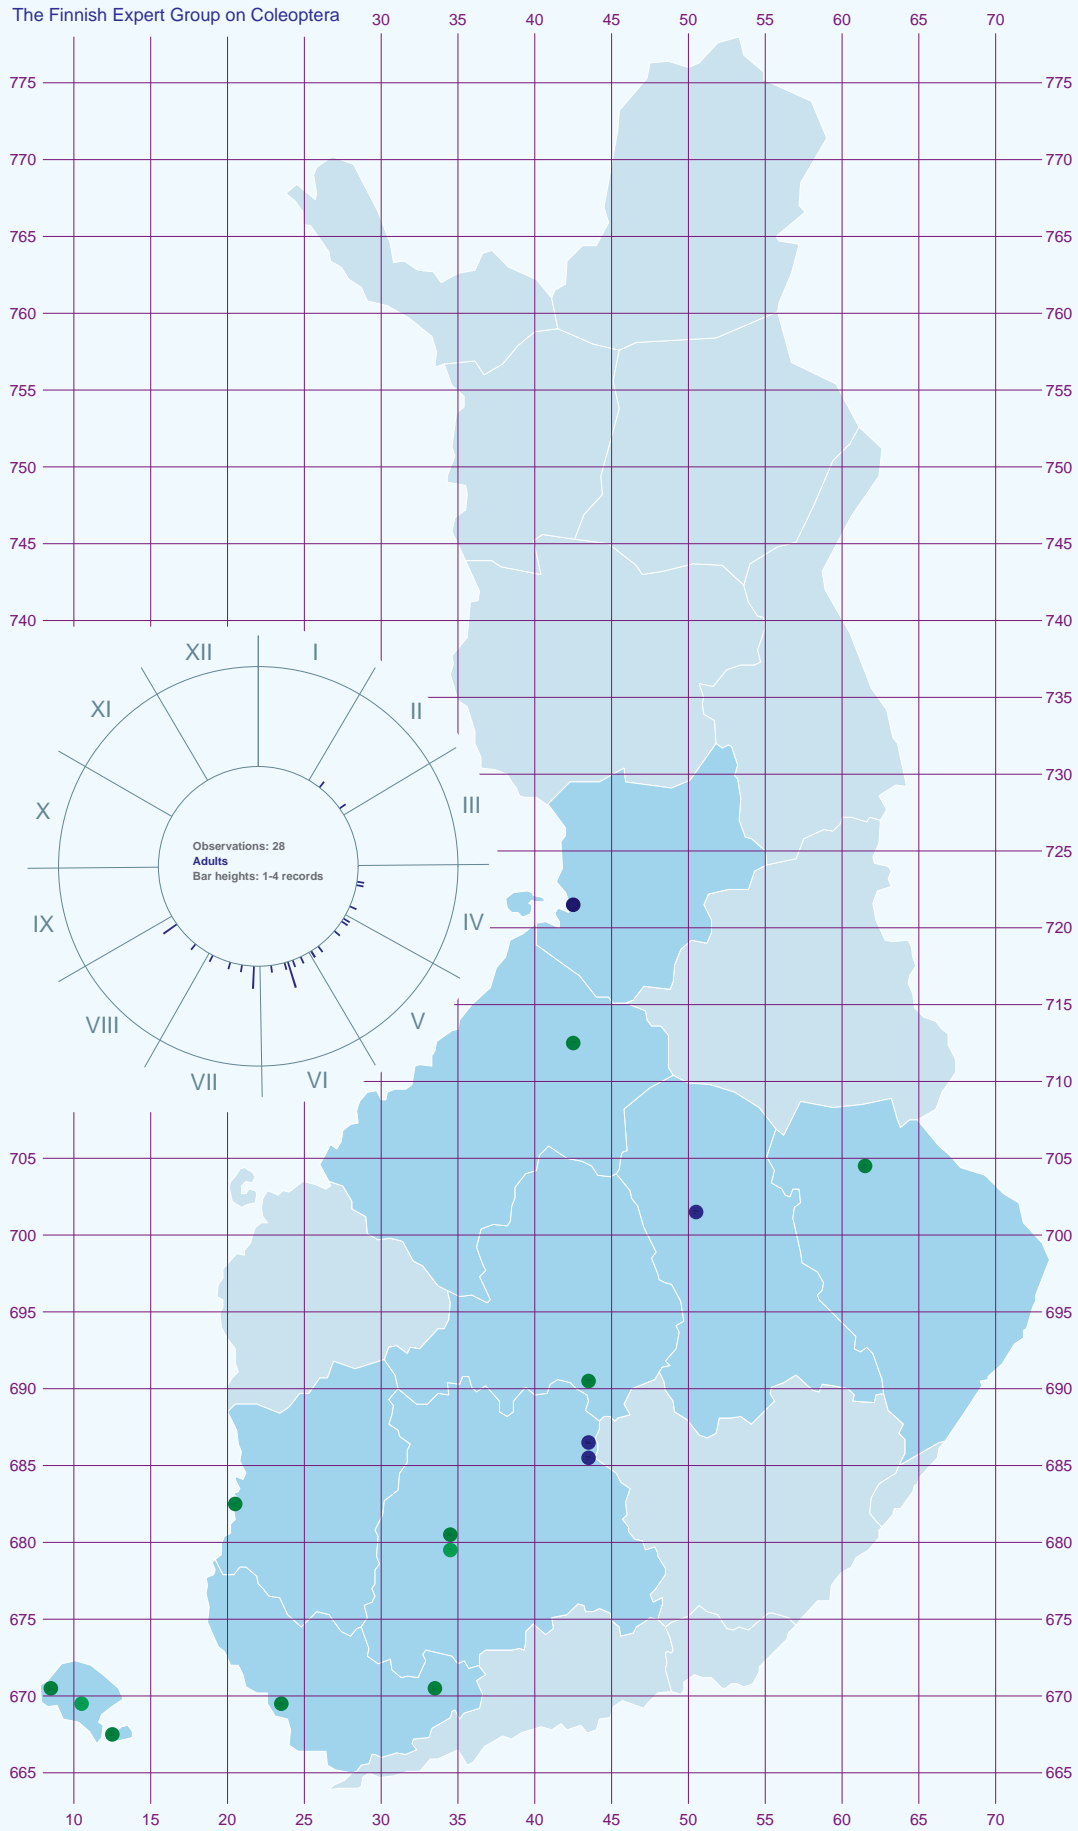 The Finnish Expert Group on Coleoptera 30 35 40 45 50 55 60 65 70
775 775
770 770
765 765
760 760
755 755
750 750
745 745
740 740
XII I
735
XI II
730
X III
725
Observations: 28
Adults
Bar heights: 1-4 records
IX IV 720
715
VIII V
VII VI
710
705 705
700 700
695 695
690 690
685 685
680 680
675 675
670 670
665 665
10 15 20 25 30 35 40 45 50 55 60 65 70